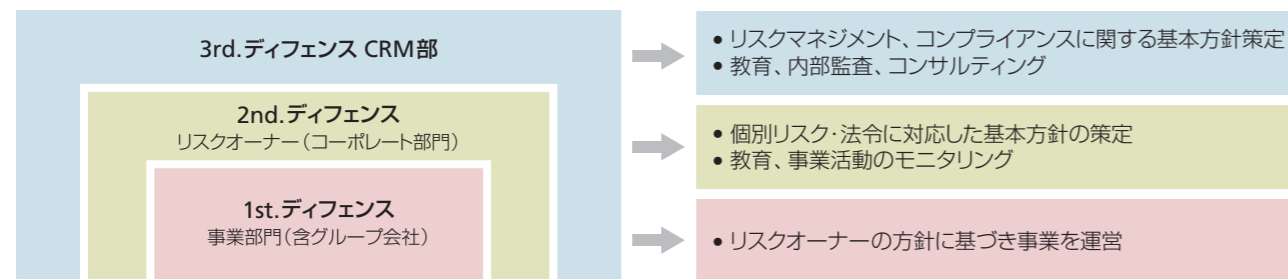 3rd.ディフェンス CRM部
• リスクマネジメント、コンプライアンスに関する基本方針策定
• 教育、内部監査、コンサルティング
2nd.ディフェンス
リスクオーナー（コーポレート部門）
• 個別リスク・法令に対応した基本方針の策定
• 教育、事業活動のモニタリング
1st.ディフェンス
事業部門（含グループ会社）
• リスクオーナーの方針に基づき事業を運営